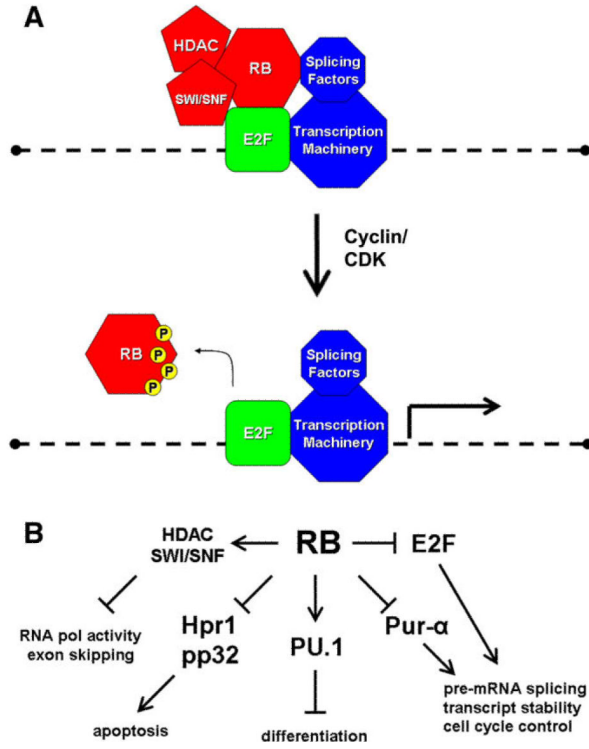 A
HDAC
RB
SWI/SNF
Splicing
Factors
E2F
Transcription
Machinery
Cyclin/
CDK
RB
P
P
P
P
Splicing
Factors
E2F
Transcription
Machinery
B
HDAC
SWI/SNF
RB
E2F
RNA pol activity
exon skipping
Hpr1
pp32
PU.1
Pur-α
apoptosis
differentiation
pre-mRNA splicing
transcript stability
cell cycle control